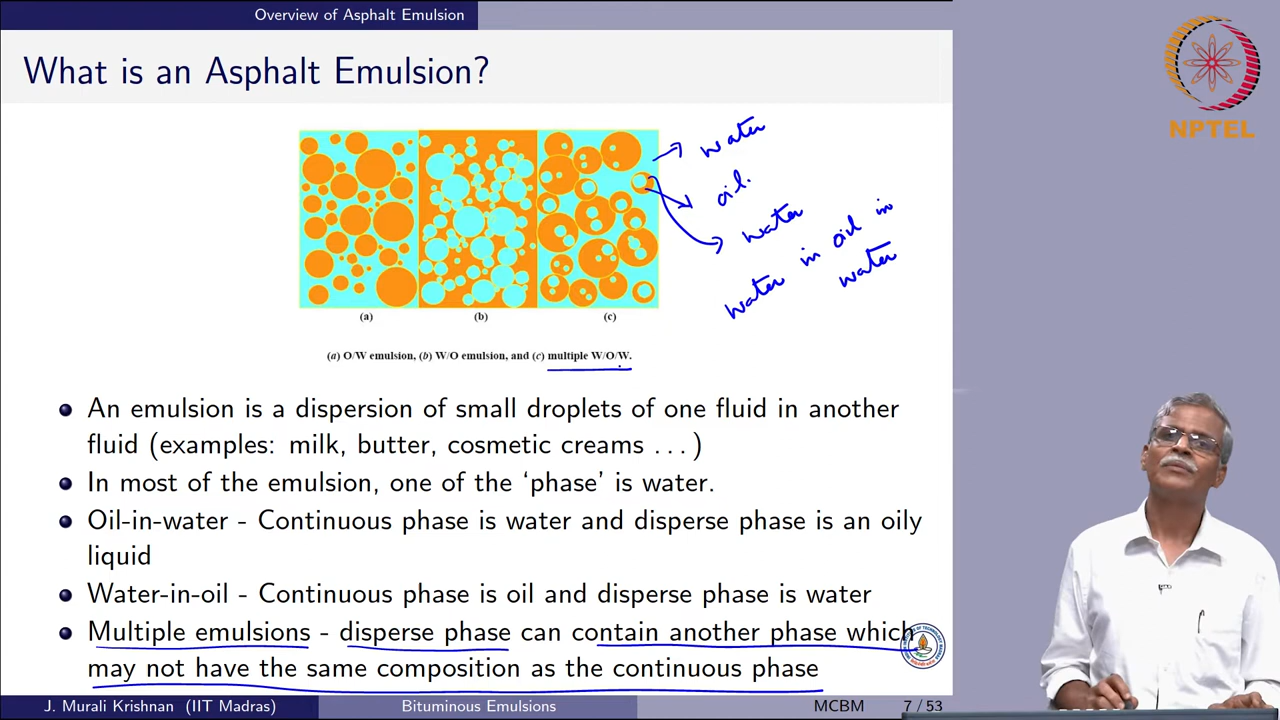 Overview of Asphalt Emulsion
What is an Asphalt Emulsion?
NPTEL
water
oil.
water
water in oil in
water
(a)
(b)
(c)
(a) O/W emulsion, (b) W/O emulsion, and (c) multiple W/O/W.
An emulsion is a dispersion of small droplets of one fluid in another
fluid (examples: milk, butter, cosmetic creams ...)
In most of the emulsion, one of the ‘phase’ is water.
Oil-in-water - Continuous phase is water and disperse phase is an oily
liquid
Water-in-oil - Continuous phase is oil and disperse phase is water
Multiple emulsions - disperse phase can contain another phase which
may not have the same composition as the continuous phase
J. Murali Krishnan (IIT Madras)
Bituminous Emulsions
MCBM
7 / 53